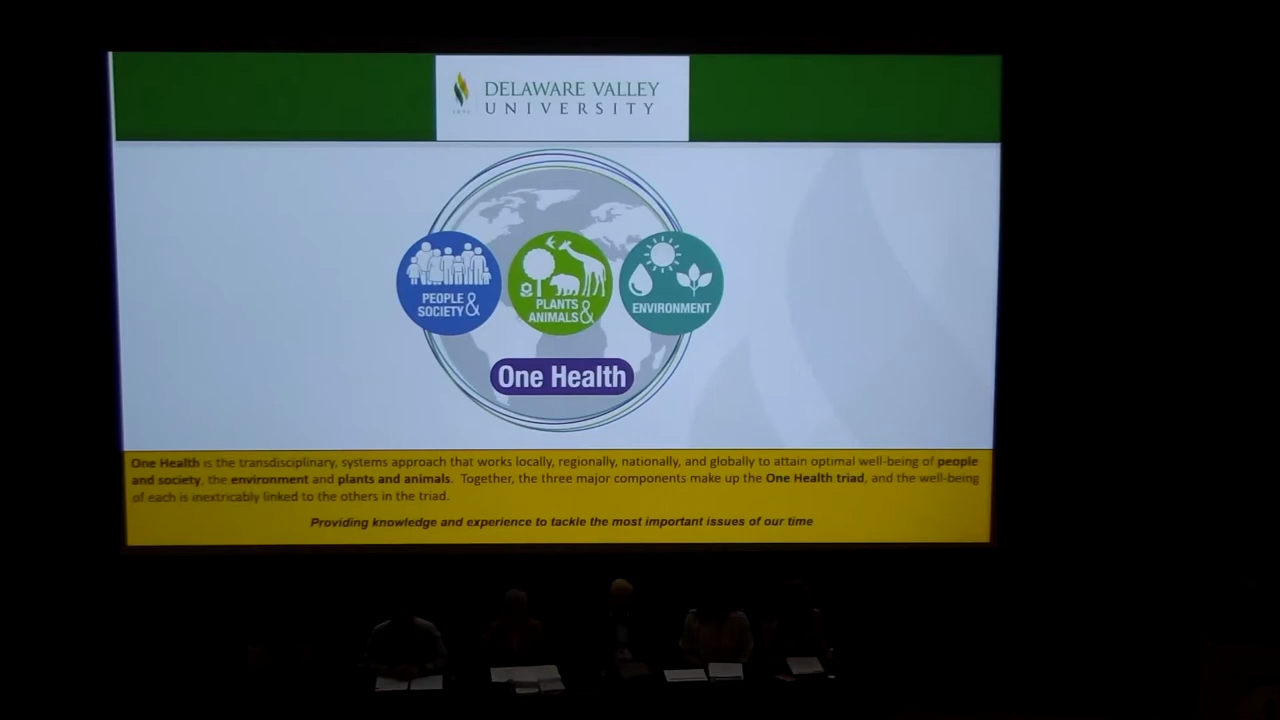 DELAWARE VALLEY
UNIVERSITY
PEOPLE &
SOCIETY
PLANTS &
ANIMALS
ENVIRONMENT
One Health
One Health is the transdisciplinary, systems approach that works locally, regionally, nationally, and globally to attain optimal well-being of people
and society, the environment and plants and animals. Together, the three major components make up the One Health triad, and the well-being
of each is inextricably linked to the others in the triad.
Providing knowledge and experience to tackle the most important issues of our time